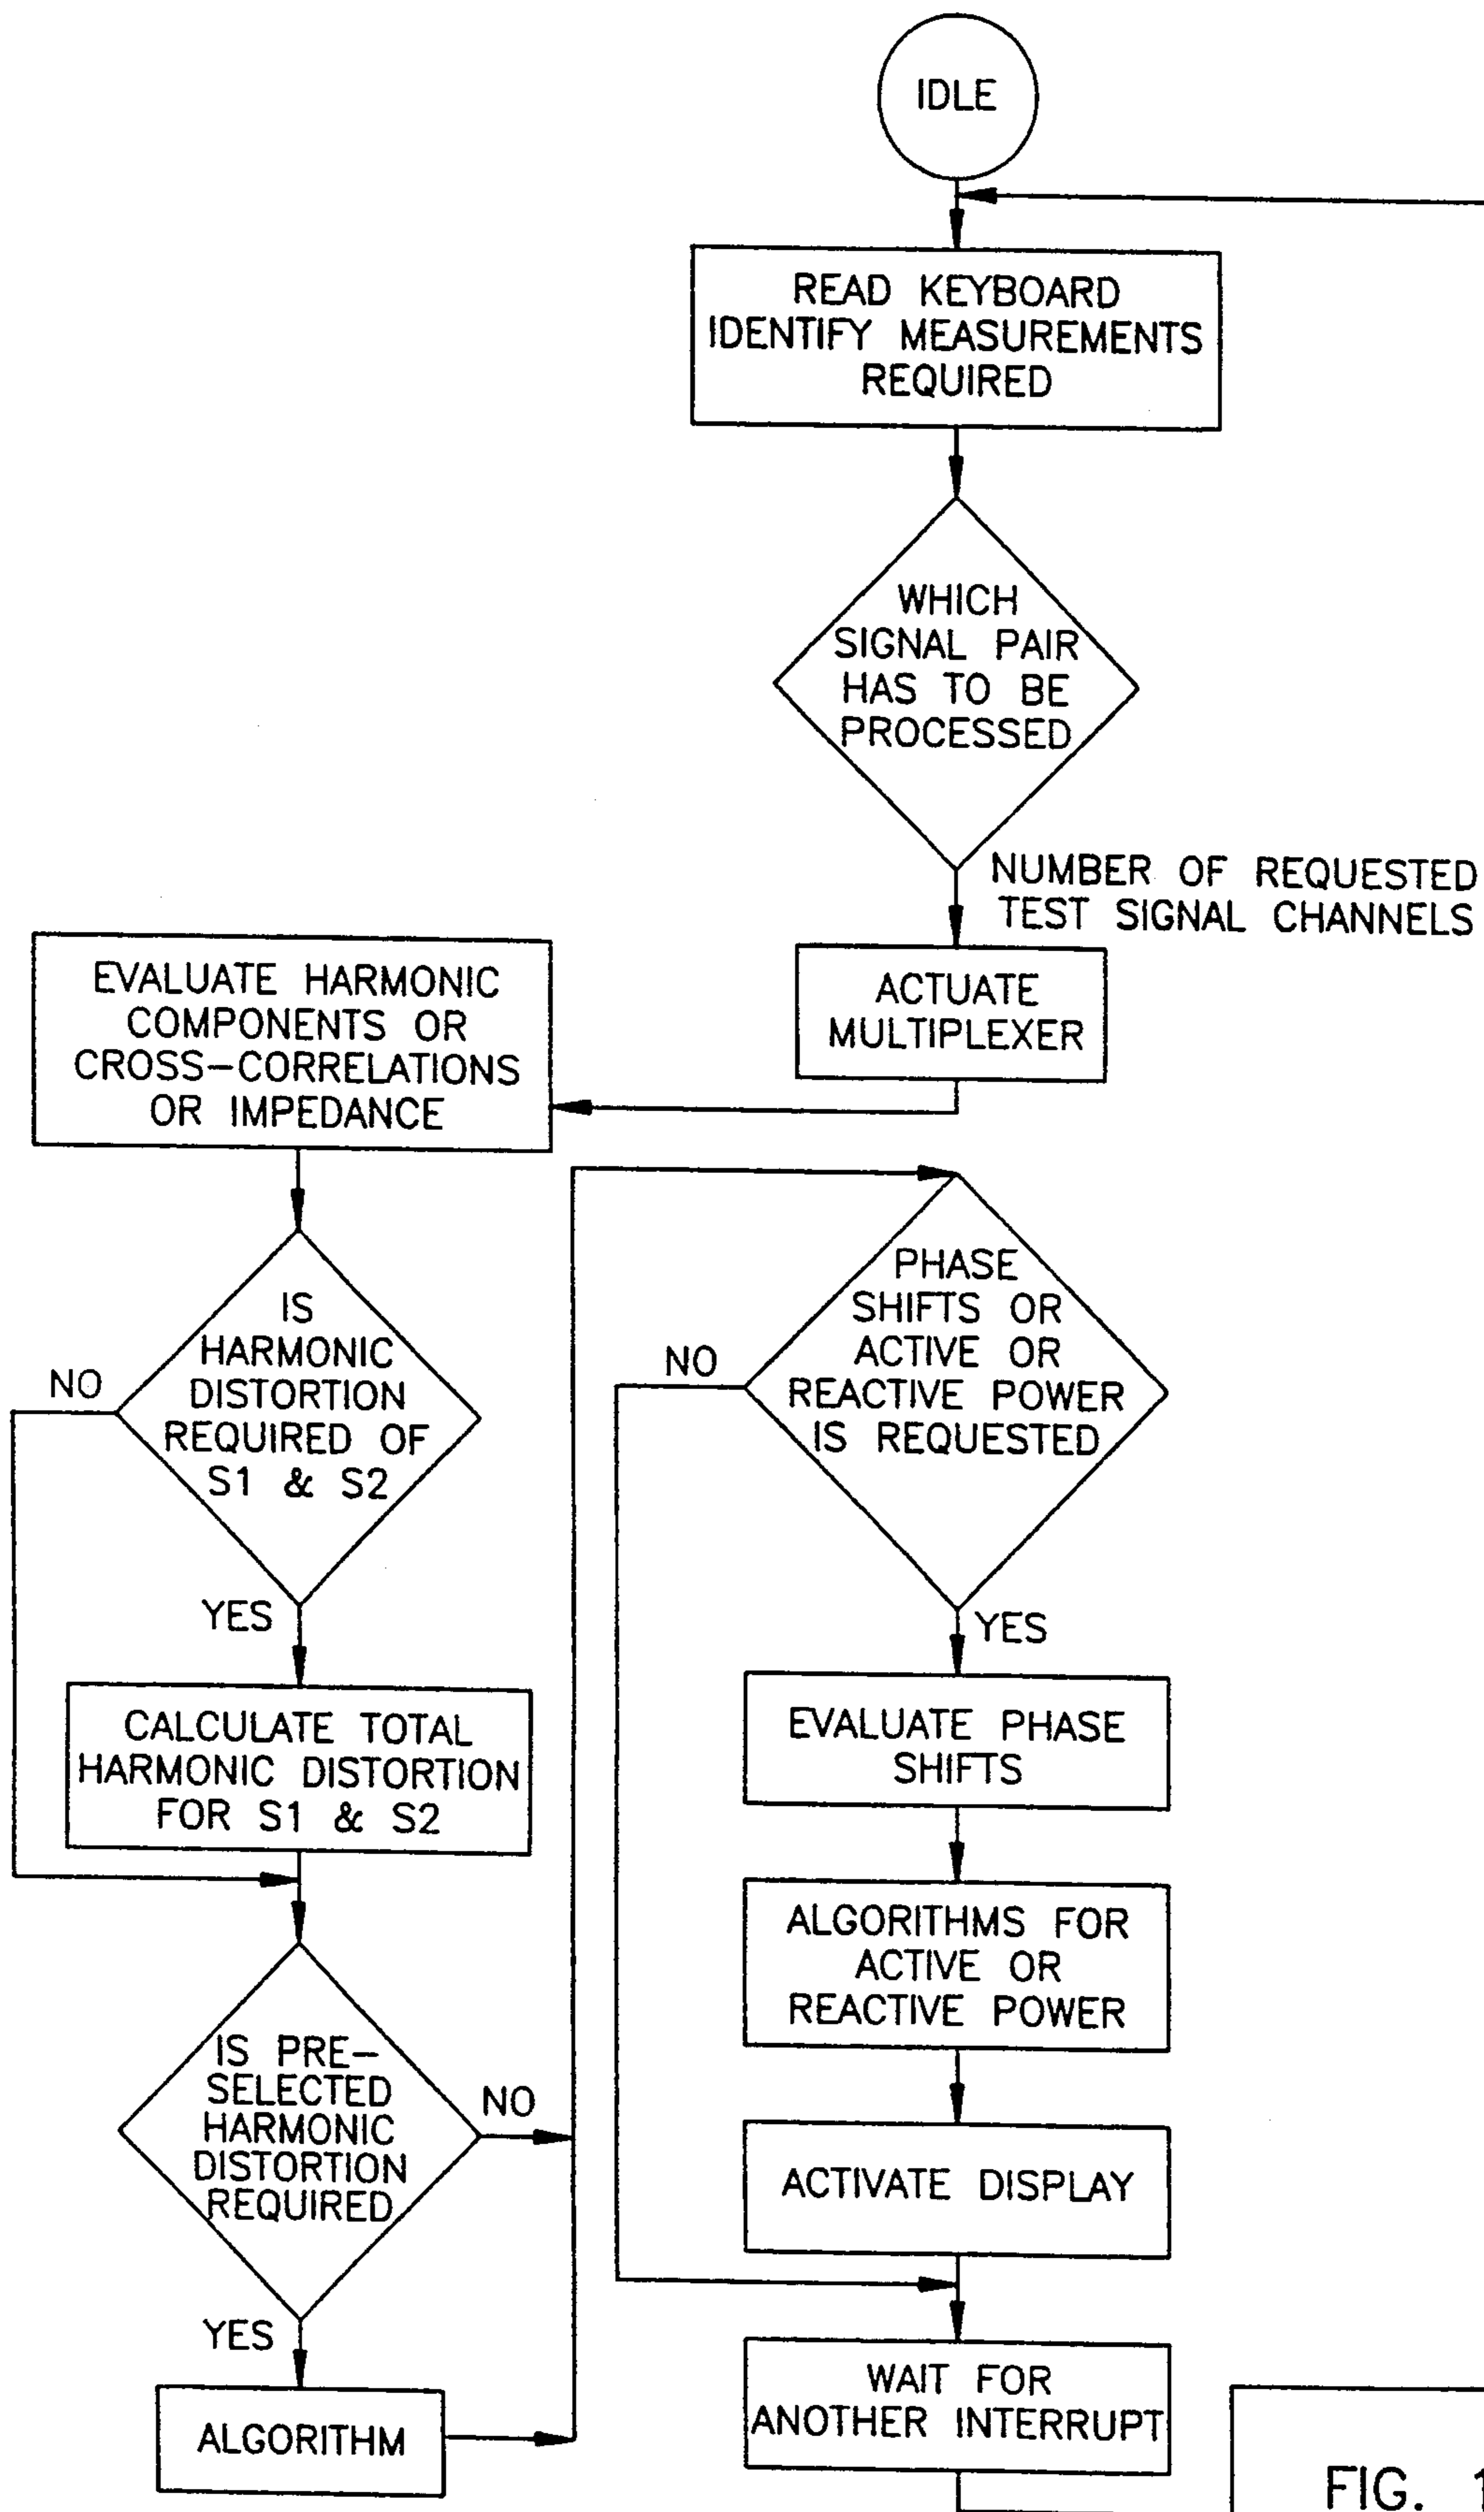 IDLE
READ KEYBOARD
IDENTIFY MEASUREMENTS
REQUIRED
WHICH
SIGNAL PAIR
HAS TO BE
PROCESSED
NUMBER OF REQUESTED
TEST SIGNAL CHANNELS
ACTUATE
MULTIPLEXER
EVALUATE HARMONIC
COMPONENTS OR
CROSS-CORRELATIONS
OR IMPEDANCE
IS
HARMONIC
DISTORTION
REQUIRED OF
S1 & S2
NO
YES
CALCULATE TOTAL
HARMONIC DISTORTION
FOR S1 & S2
IS PRE-
SELECTED
HARMONIC
DISTORTION
REQUIRED
NO
YES
ALGORITHM
PHASE
SHIFTS OR
ACTIVE OR
REACTIVE POWER
IS REQUESTED
NO
YES
EVALUATE PHASE
SHIFTS
ALGORITHMS FOR
ACTIVE OR
REACTIVE POWER
ACTIVATE DISPLAY
WAIT FOR
ANOTHER INTERRUPT
FIG.